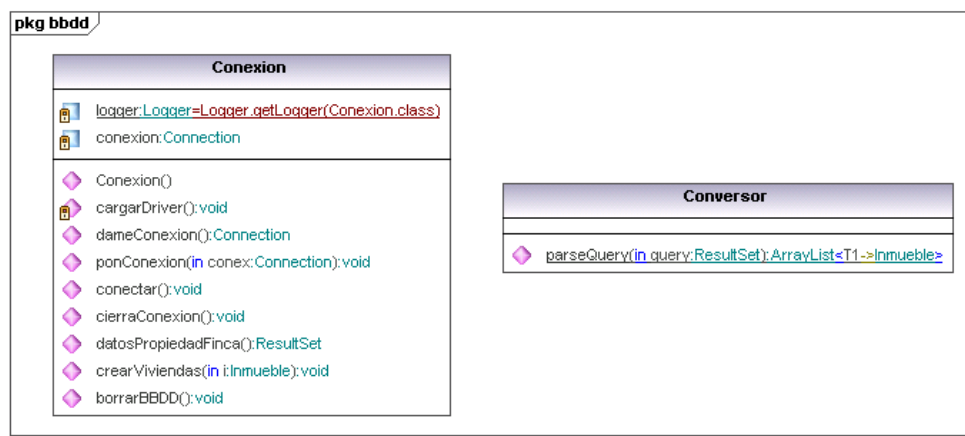 pkg bbdd
Conexion
logger:Logger=Logger.getLogger(Conexion.class)
conexion:Connection
Conexion()
cargarDriver():void
dameConexion():Connection
ponConexion(in conex:Connection):void
conectar():void
cierraConexion():void
datosPropiedadFinca():ResultSet
crearViviendas(in i:Inmueble):void
borrarBBDD():void
Conversor
parseQuery(in query:ResultSet):ArrayList<T1->Inmueble>